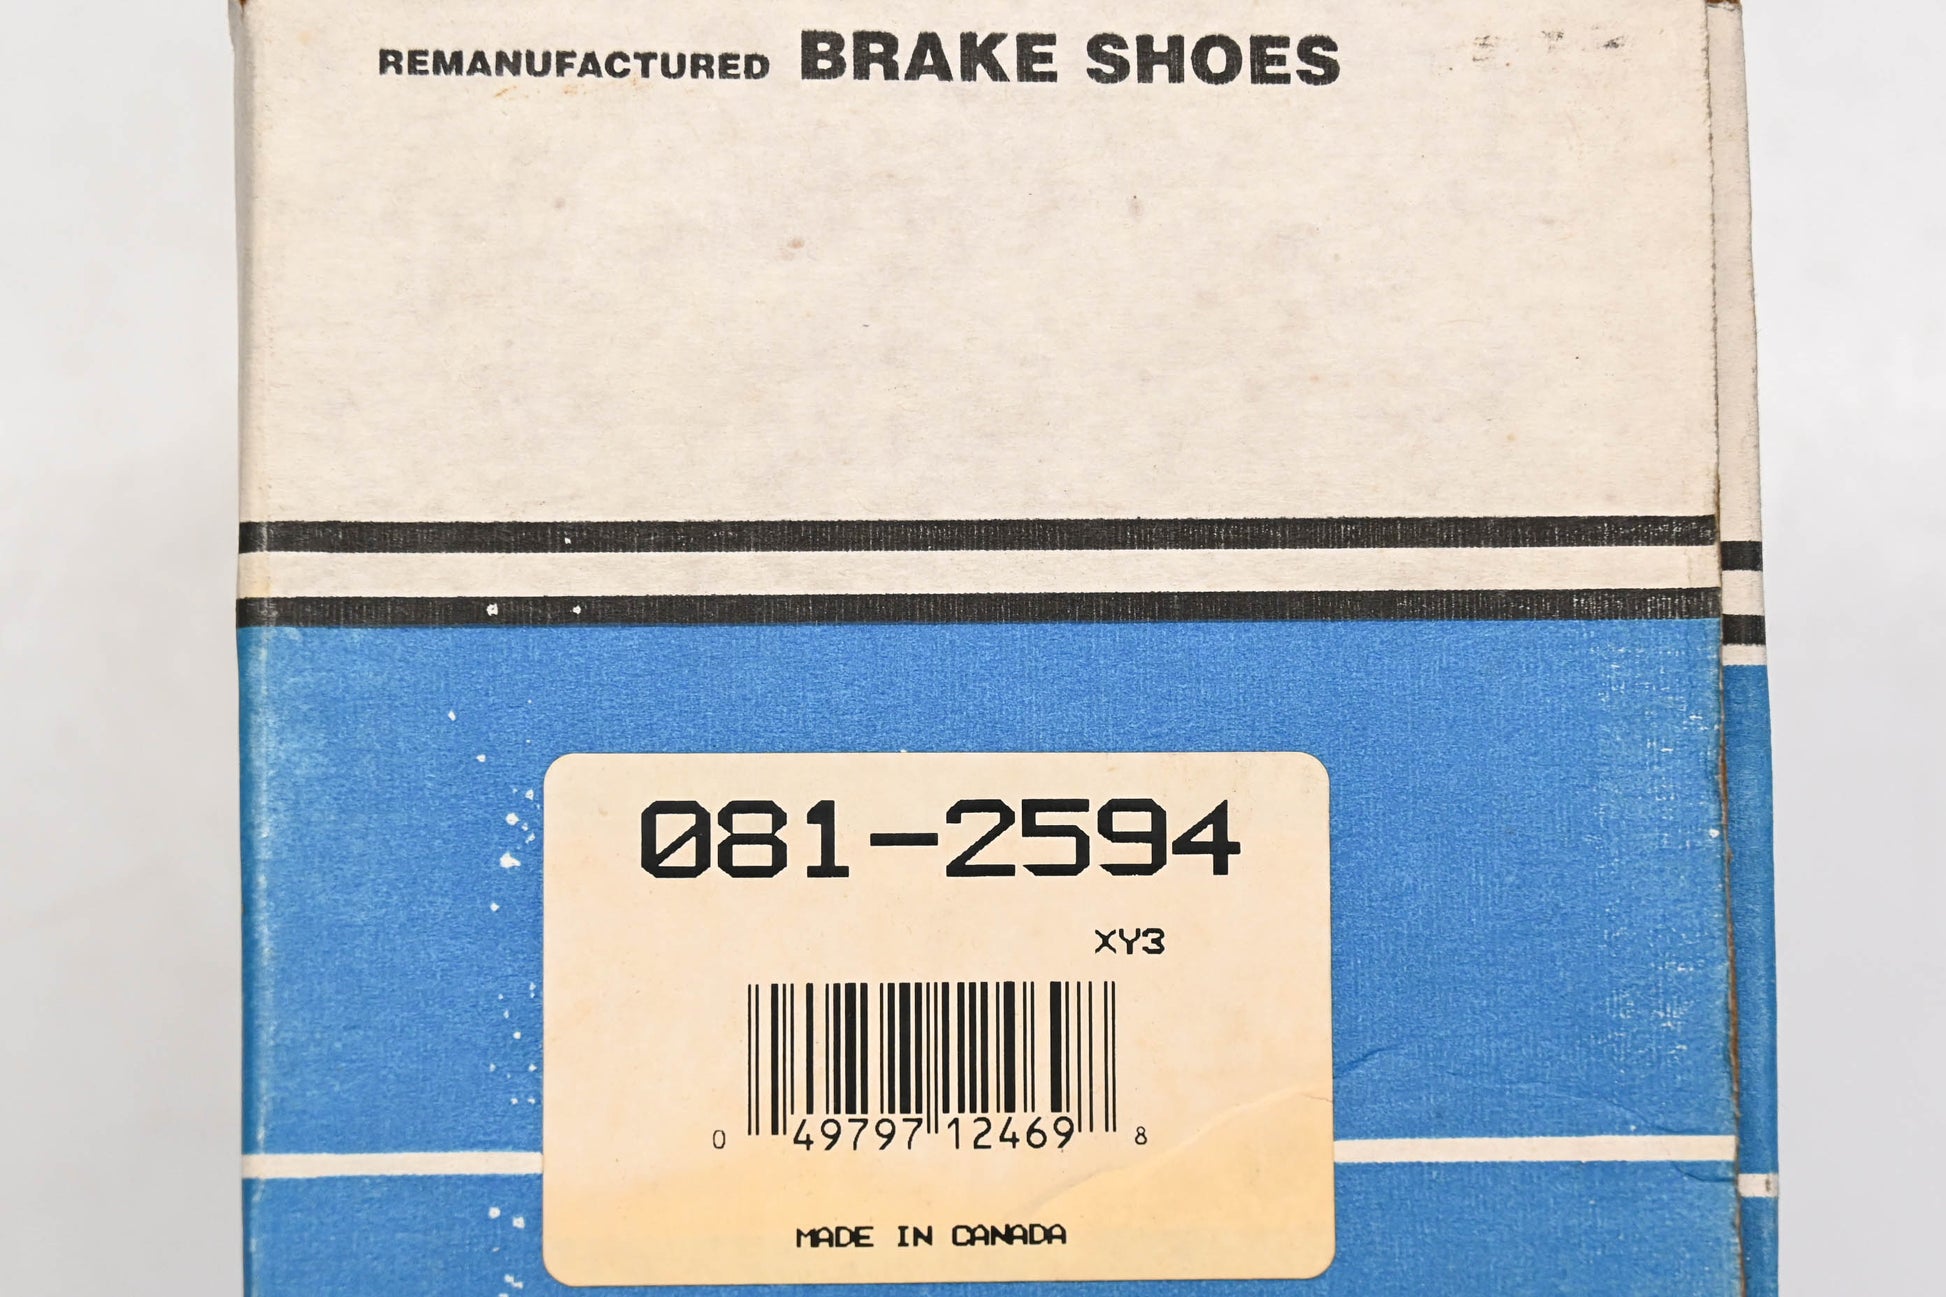 REMANUFACTURED BRAKE SHOES
081-2594
XY3
0 49797 12469 8
MADE IN CANADA